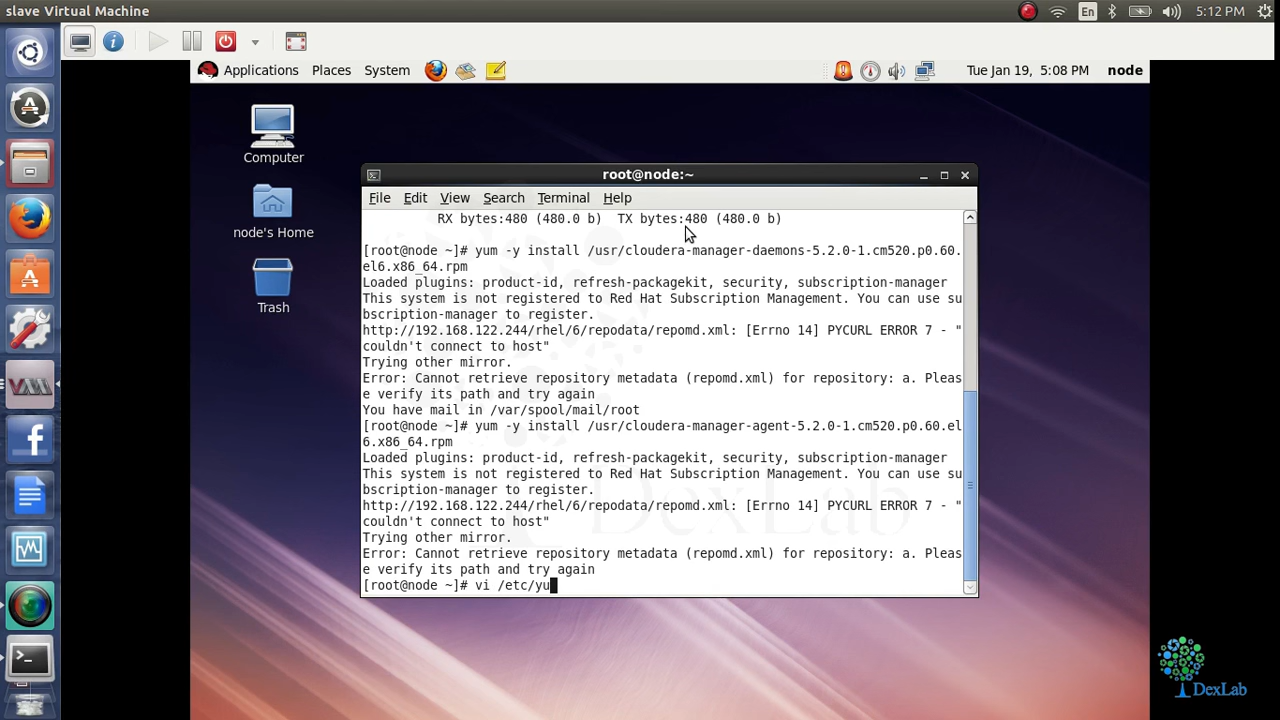 slave Virtual Machine
En
5:12 PM
Applications Places System
Tue Jan 19, 5:08 PM node
Computer
node's Home
Trash
root@node:~
File Edit View Search Terminal Help
RX bytes:480 (480.0 b) TX bytes:480 (480.0 b)
[root@node ~]# yum -y install /usr/cloudera-manager-daemons-5.2.0-1.cm520.p0.60.
el6.x86_64.rpm
Loaded plugins: product-id, refresh-packagekit, security, subscription-manager
This system is not registered to Red Hat Subscription Management. You can use su
bscription-manager to register.
http://192.168.122.244/rhel/6/repodata/repomd.xml: [Errno 14] PYCURL ERROR 7 - "
couldn't connect to host"
Trying other mirror.
Error: Cannot retrieve repository metadata (repomd.xml) for repository: a. Pleas
e verify its path and try again
You have mail in /var/spool/mail/root
[root@node ~]# yum -y install /usr/cloudera-manager-agent-5.2.0-1.cm520.p0.60.el
6.x86_64.rpm
Loaded plugins: product-id, refresh-packagekit, security, subscription-manager
This system is not registered to Red Hat Subscription Management. You can use su
bscription-manager to register.
http://192.168.122.244/rhel/6/repodata/repomd.xml: [Errno 14] PYCURL ERROR 7 - "
couldn't connect to host"
Trying other mirror.
Error: Cannot retrieve repository metadata (repomd.xml) for repository: a. Pleas
e verify its path and try again
[root@node ~]# vi /etc/yu
DexLab
DexLab